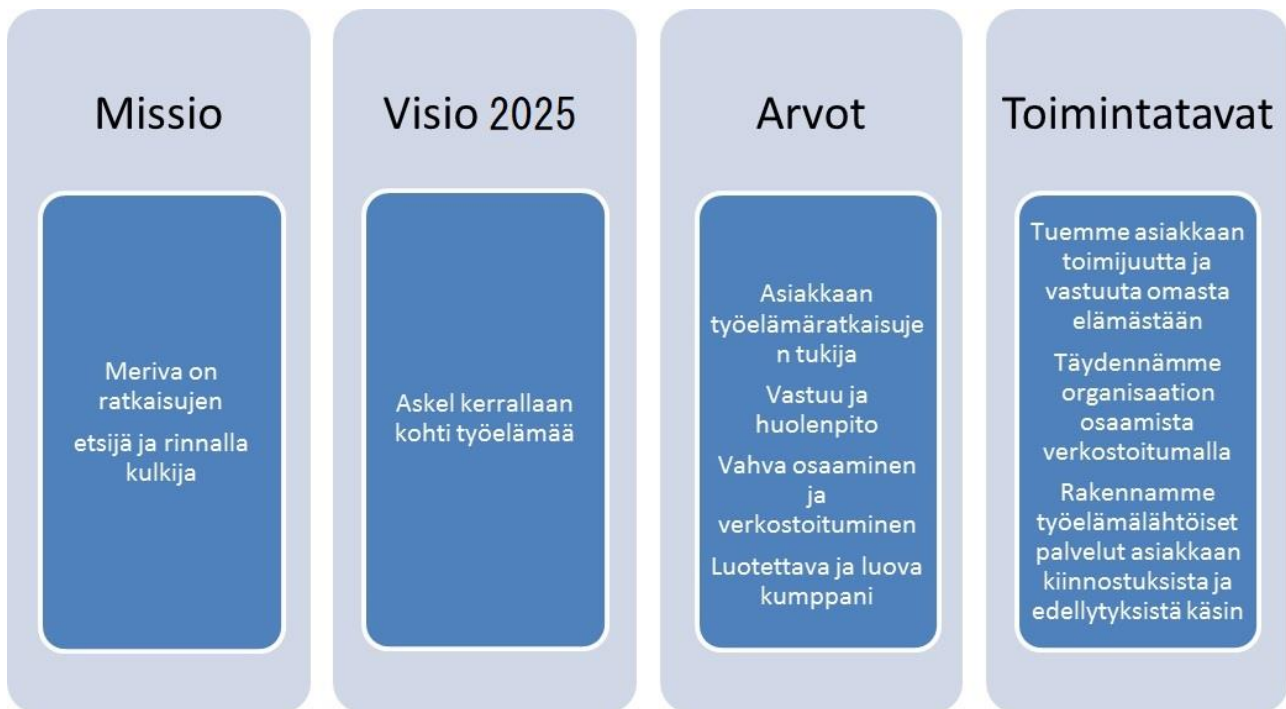 Missio
Meriva on
ratkaisujen
etsijä ja rinnalla
kulkija
Visio 2025
Askel kerrallaan
kohti työelämää
Arvot
Asiakkaan
työelämäratkaisuje
n tukija
Vastuu ja
huolenpito
Vahva osaaminen
ja
verkostoituminen
Luotettava ja luova
kumppani
Toimintatavat
Tuemme asiakkaan
toimijuutta ja
vastuuta omasta
elämästään
Täydennämme
organisaation
osaamista
verkostoitumalla
Rakennamme
työelämälähtöiset
palvelut asiakkaan
kiinnostuksista ja
edellytyksistä käsin